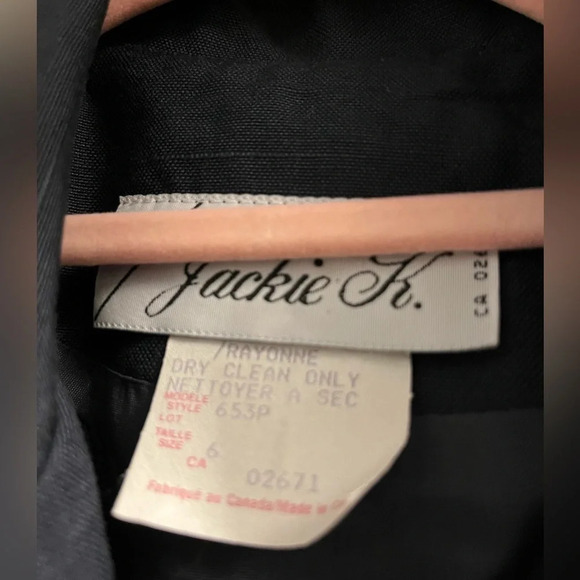 Jackie K.
CA 026
/RAYONNE
DRY CLEAN ONLY
NETTOYER A SEC
MODELE
STYLE 653P
LOT
TAILLE
SIZE 6
CA 02671
Fabriqué au Canada/Made in